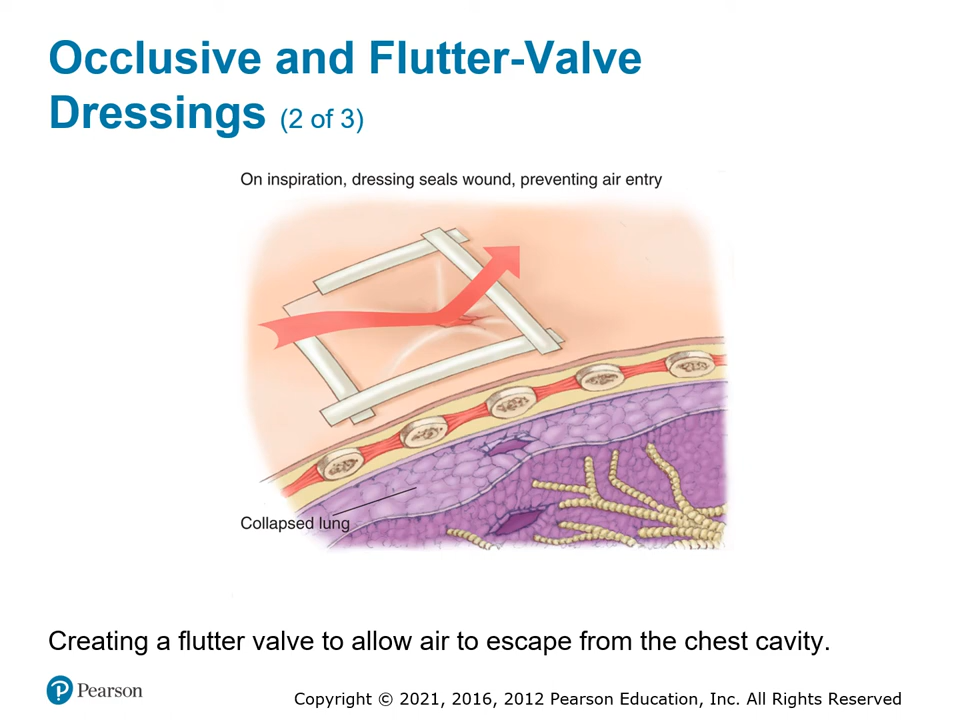 Occlusive and Flutter-Valve
Dressings (2 of 3)
On inspiration, dressing seals wound, preventing air entry
Collapsed lung
Creating a flutter valve to allow air to escape from the chest cavity.
Pearson
Copyright © 2021, 2016, 2012 Pearson Education, Inc. All Rights Reserved